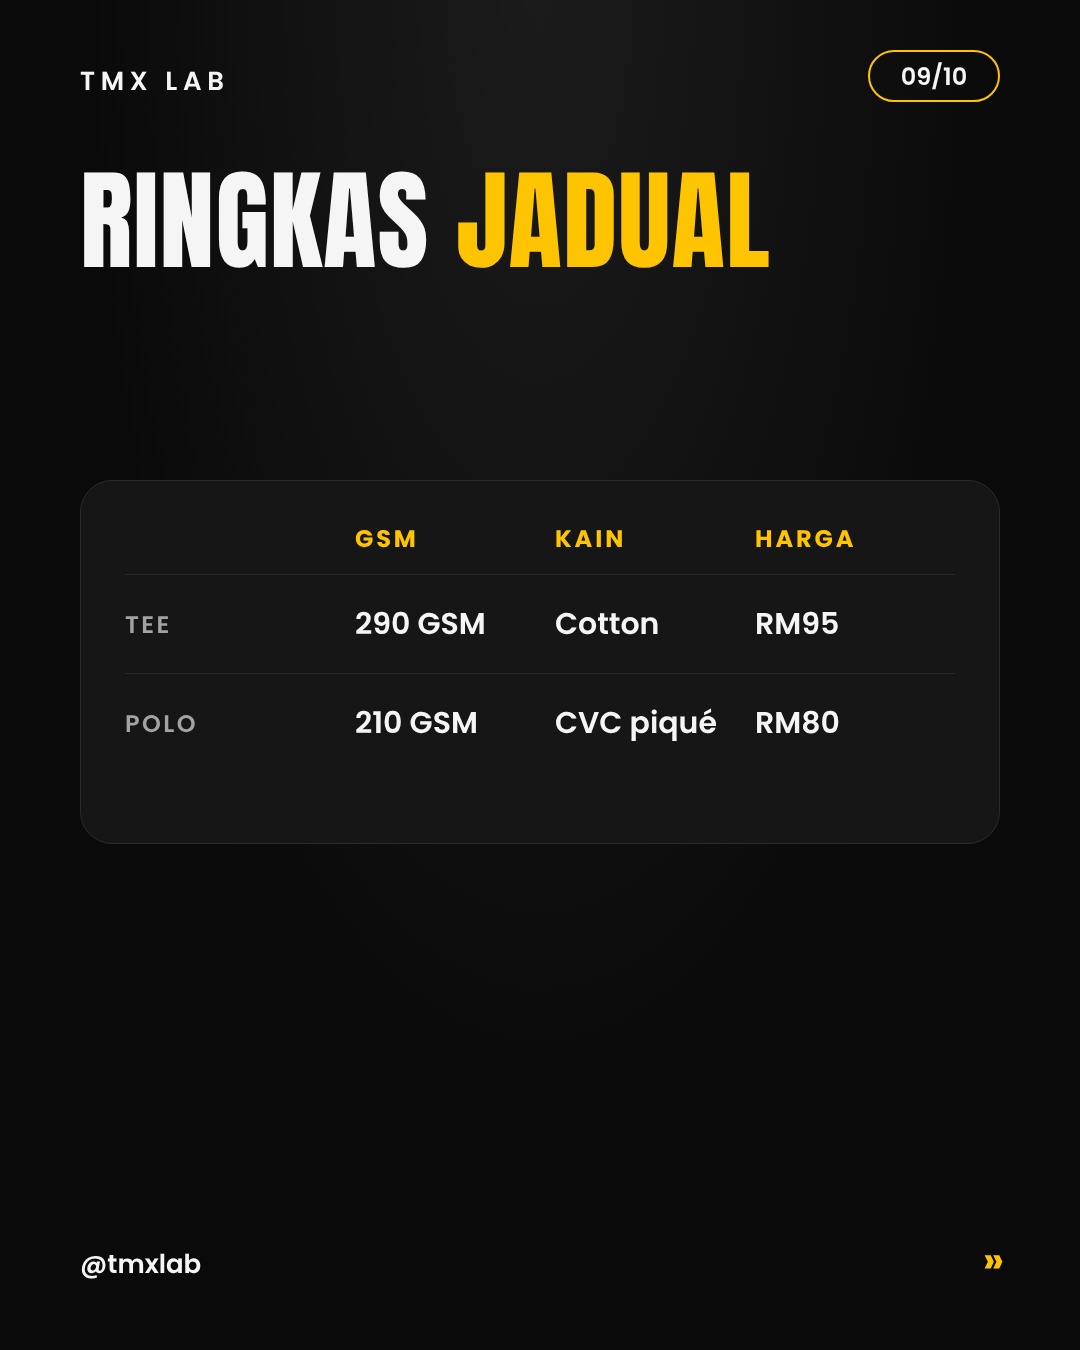 TMX LAB
09/10
RINGKAS JADUAL
GSM KAIN HARGA
TEE 290 GSM Cotton RM95
POLO 210 GSM CVC piqué RM80
@tmxlab »